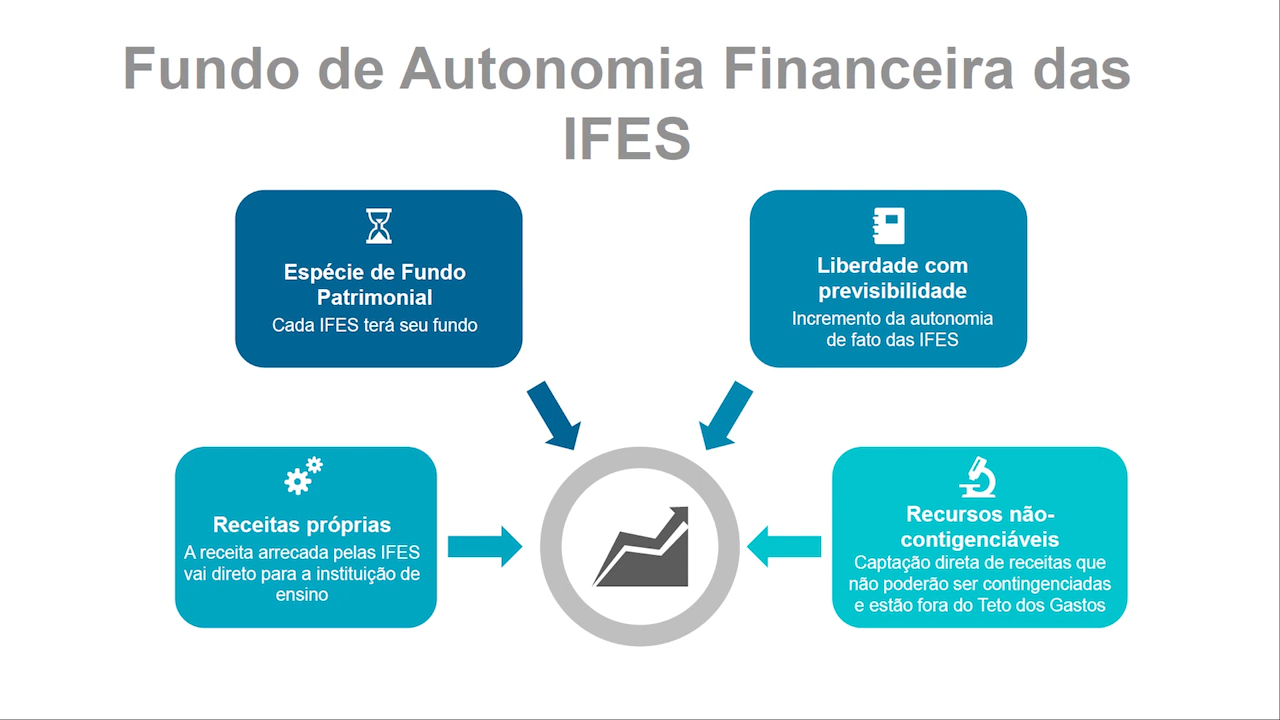 Fundo de Autonomia Financeira das
IFES
Espécie de Fundo
Patrimonial
Cada IFES terá seu fundo
Liberdade com
previsibilidade
Incremento da autonomia
de fato das IFES
Receitas próprias
A receita arrecada pelas IFES
vai direto para a instituição de
ensino
Recursos não-
contigenciáveis
Captação direta de receitas que
não poderão ser contingenciadas
e estão fora do Teto dos Gastos